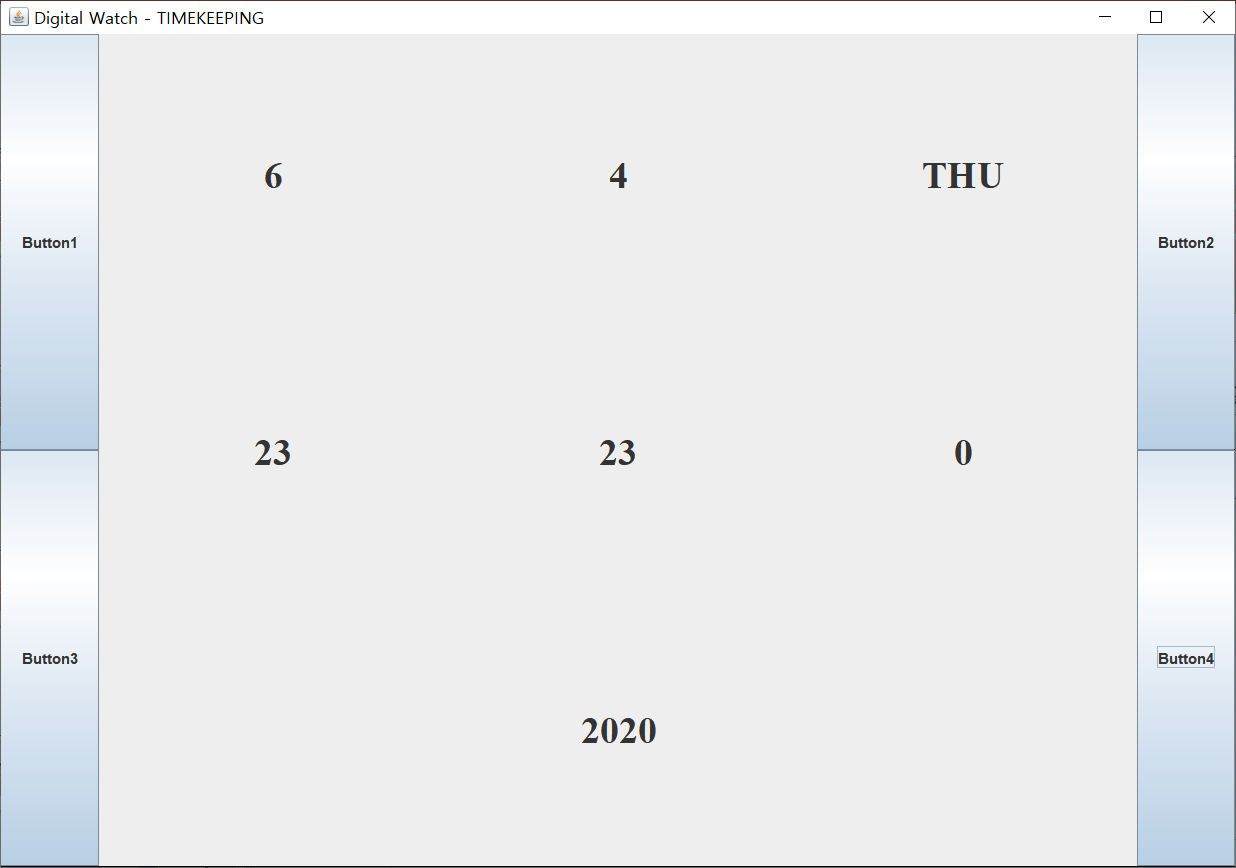 Digital Watch - TIMEKEEPING
6 4 THU
Button1 Button2
23 23 0
Button3 Button4
2020